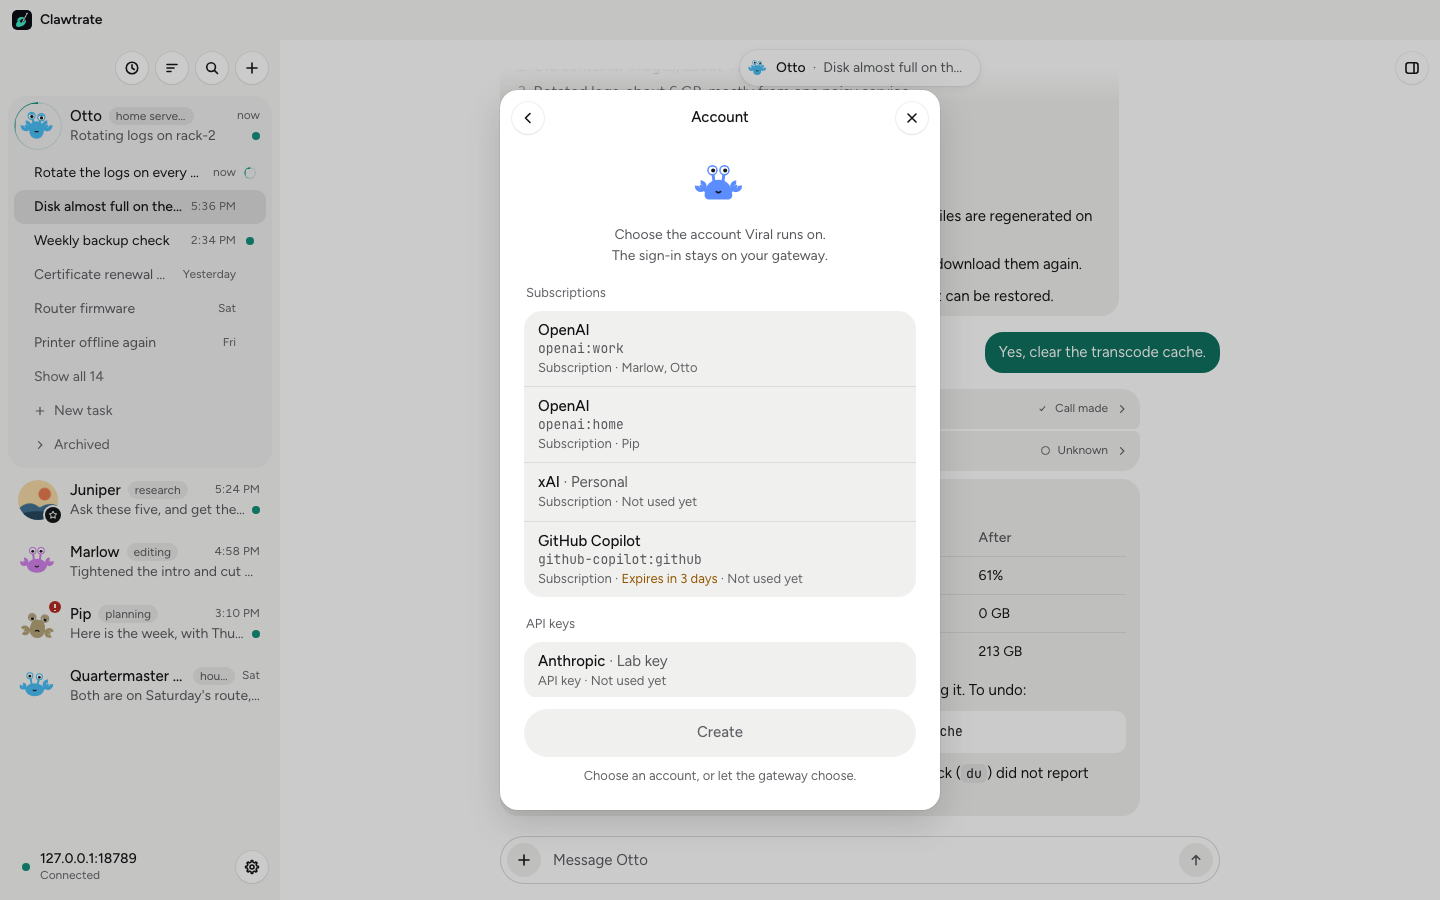 Clawtrate
Otto
home serve...
now
Rotating logs on rack-2
Rotate the logs on every ...
now
Disk almost full on the...
5:36 PM
Weekly backup check
2:34 PM
Certificate renewal ...
Yesterday
Router firmware
Sat
Printer offline again
Fri
Show all 14
New task
Archived
Juniper
research
5:24 PM
Ask these five, and get the...
Marlow
editing
4:58 PM
Tightened the intro and cut ...
Pip
planning
3:10 PM
Here is the week, with Thu...
Quartermaster ...
hou...
Sat
Both are on Saturday's route,...
127.0.0.1:18789
Connected
Otto · Disk almost full on th...
iles are regenerated on
download them again.
can be restored.
Yes, clear the transcode cache.
Call made
Unknown
After
61%
0 GB
213 GB
g it. To undo:
che
ck ( du ) did not report
Message Otto
Account
Choose the account Viral runs on.
The sign-in stays on your gateway.
Subscriptions
OpenAI
openai:work
Subscription · Marlow, Otto
OpenAI
openai:home
Subscription · Pip
xAI · Personal
Subscription · Not used yet
GitHub Copilot
github-copilot:github
Subscription · Expires in 3 days · Not used yet
API keys
Anthropic · Lab key
API key · Not used yet
Create
Choose an account, or let the gateway choose.